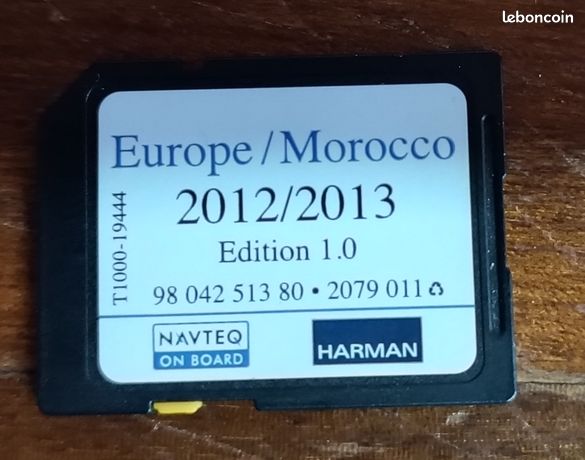 leboncoin
Europe / Morocco
2012/2013
Edition 1.0
T1000-19444
98 042 513 80 • 2079 011
NAVTEQ
ON BOARD
HARMAN